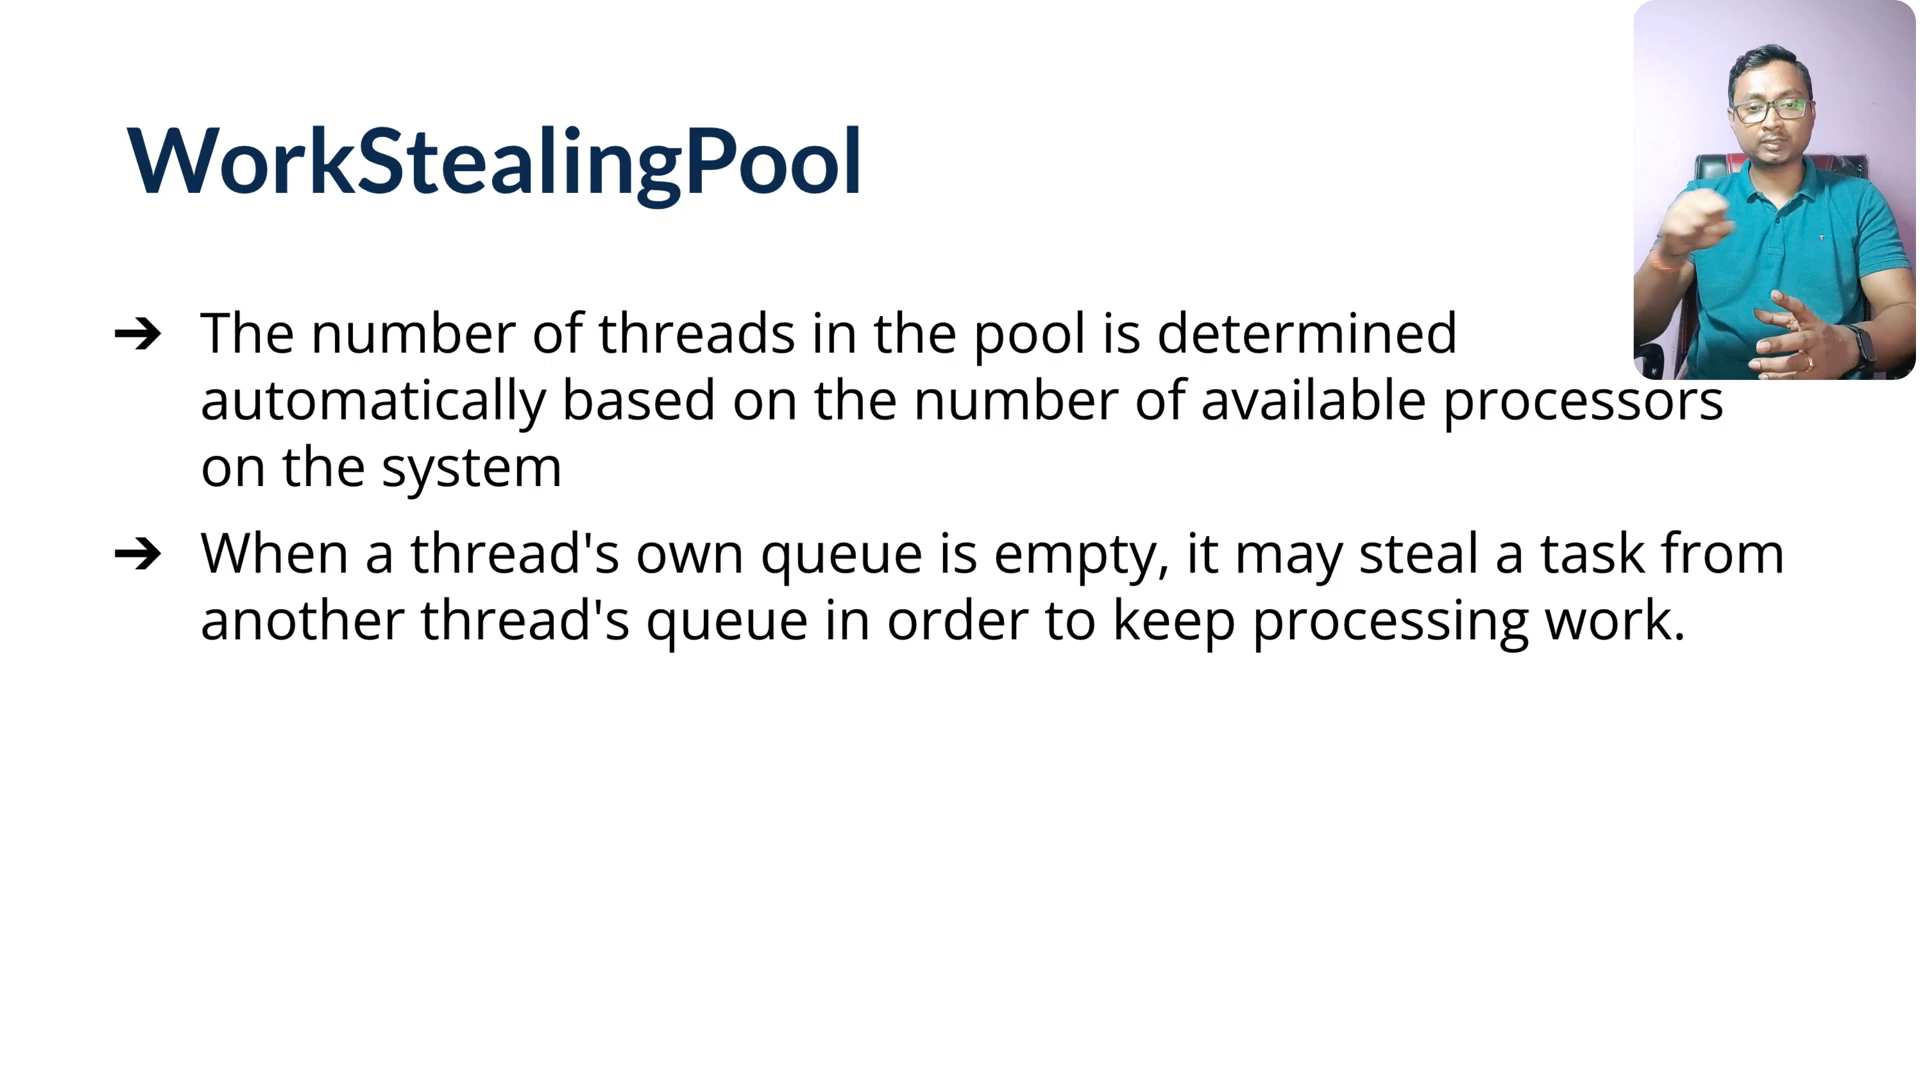 WorkStealingPool
➔ The number of threads in the pool is determined
automatically based on the number of available processors
on the system
➔ When a thread's own queue is empty, it may steal a task from
another thread's queue in order to keep processing work.